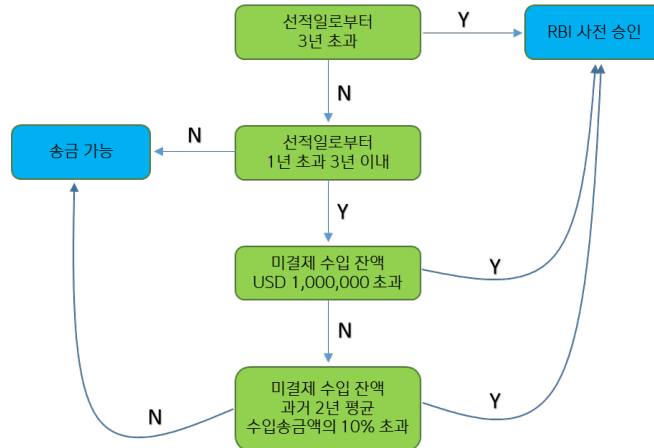 선적일로부터
3년 초과
Y
RBI 사전 승인
N
송금 가능
N
선적일로부터
1년 초과 3년 이내
Y
미결제 수입 잔액
USD 1,000,000 초과
Y
N
미결제 수입 잔액
과거 2년 평균
수입송금액의 10% 초과
N
Y